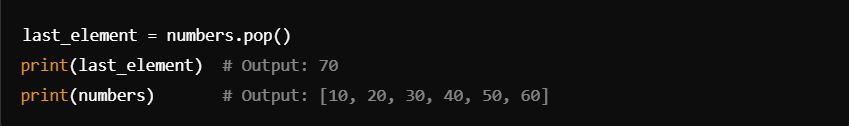 last_element = numbers.pop()
print(last_element)  # Output: 70
print(numbers)       # Output: [10, 20, 30, 40, 50, 60]